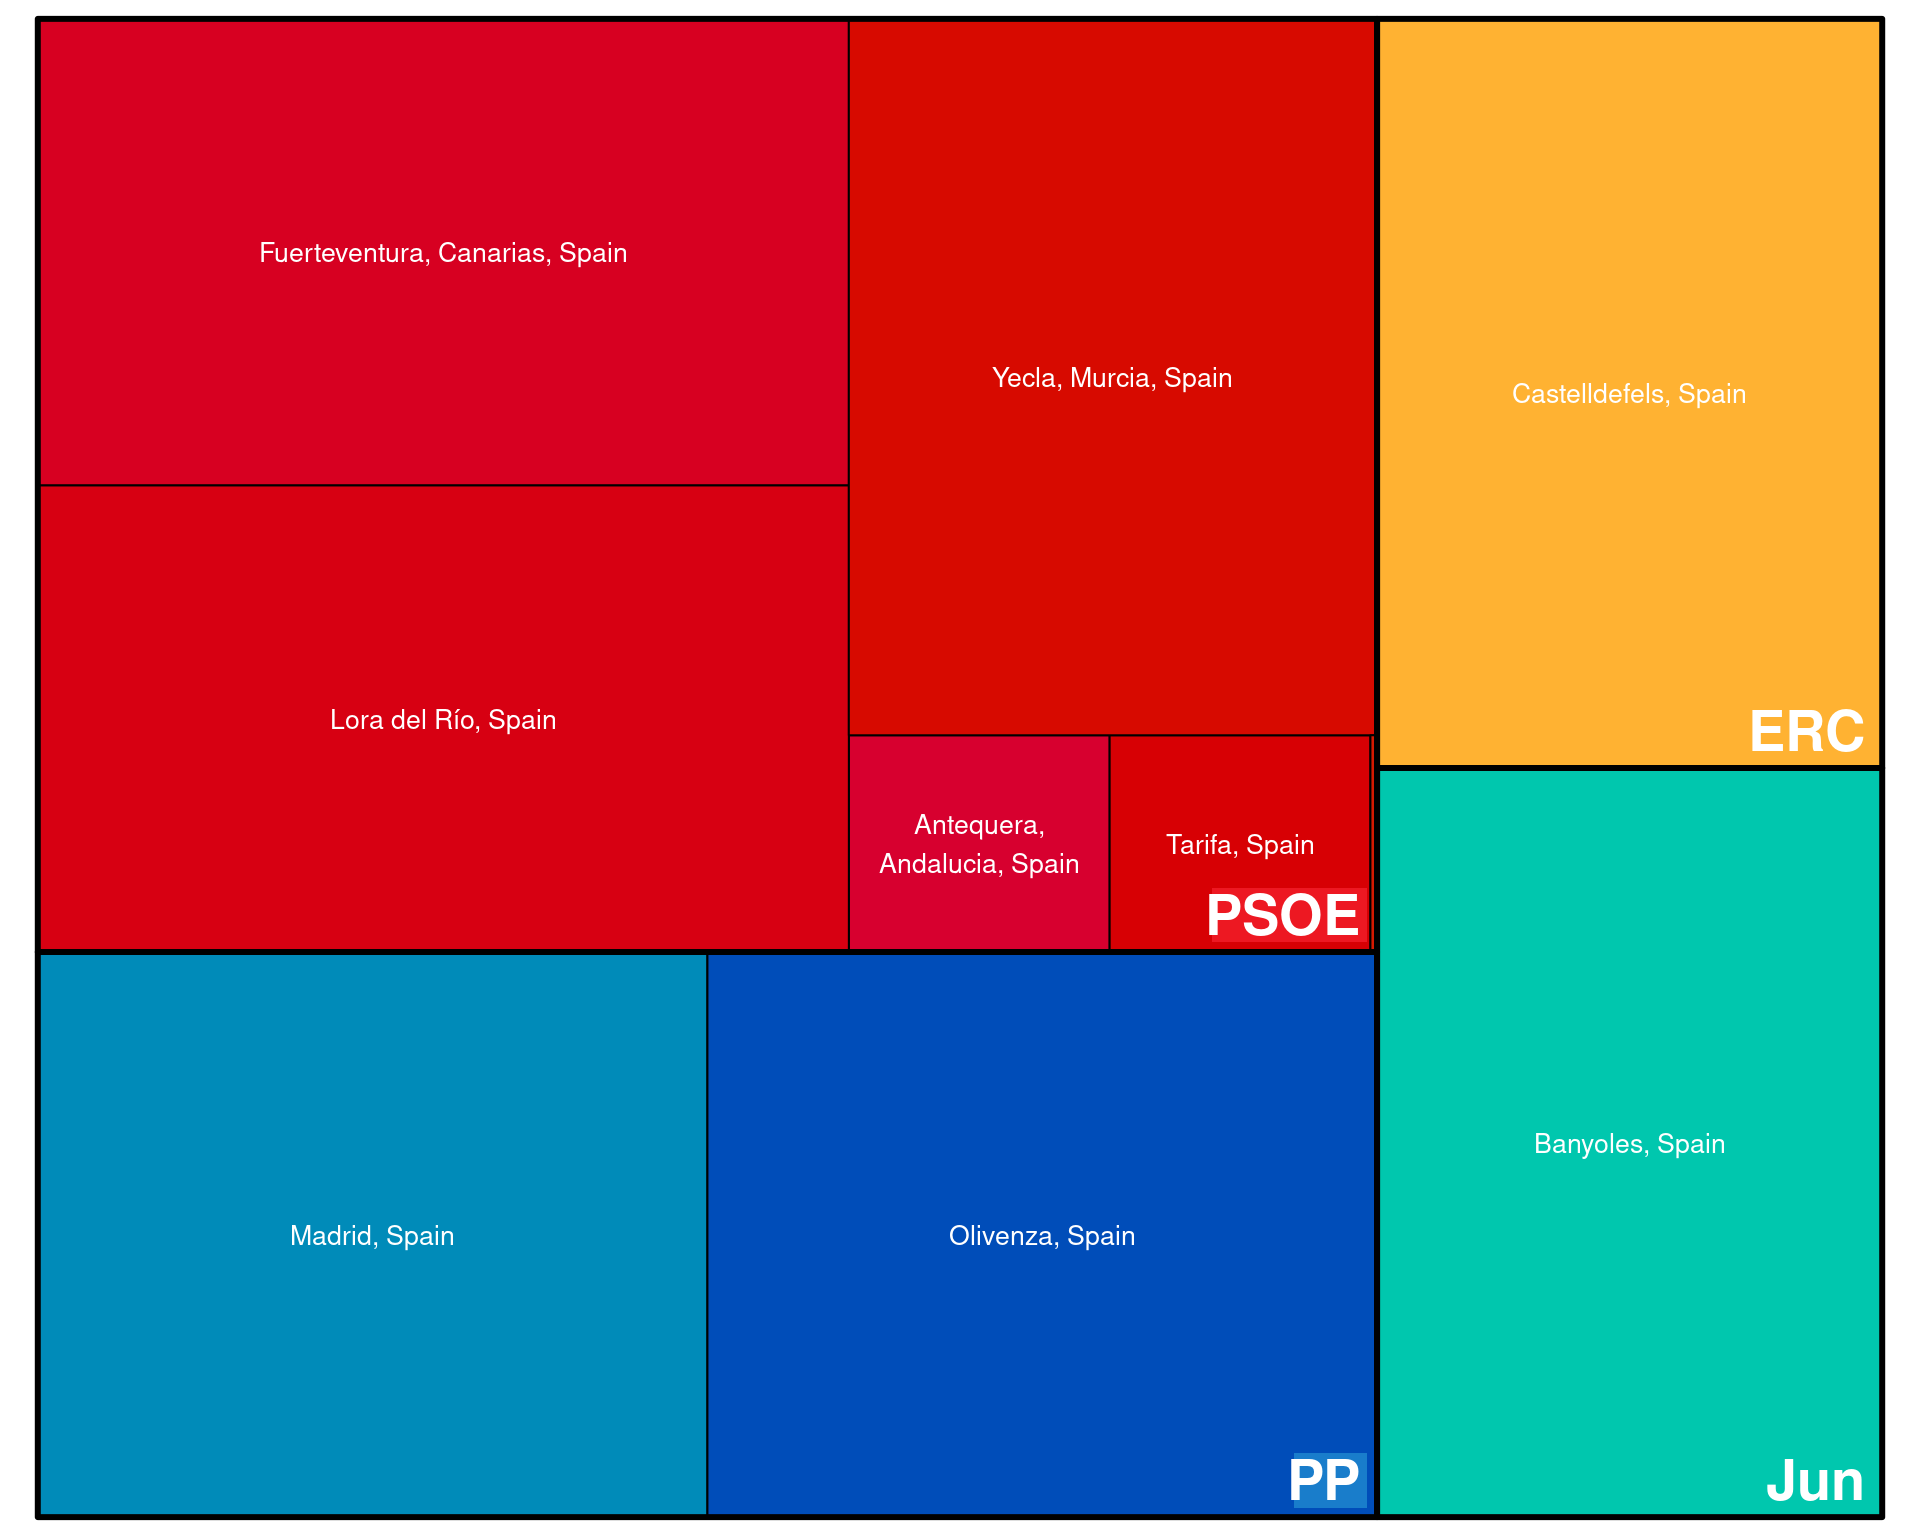 Fuerteventura, Canarias, Spain
Lora del Río, Spain
Yecla, Murcia, Spain
Antequera,
Andalucia, Spain
Tarifa, Spain
PSOE
Castelldefels, Spain
ERC
Madrid, Spain
Olivenza, Spain
PP
Banyoles, Spain
Jun